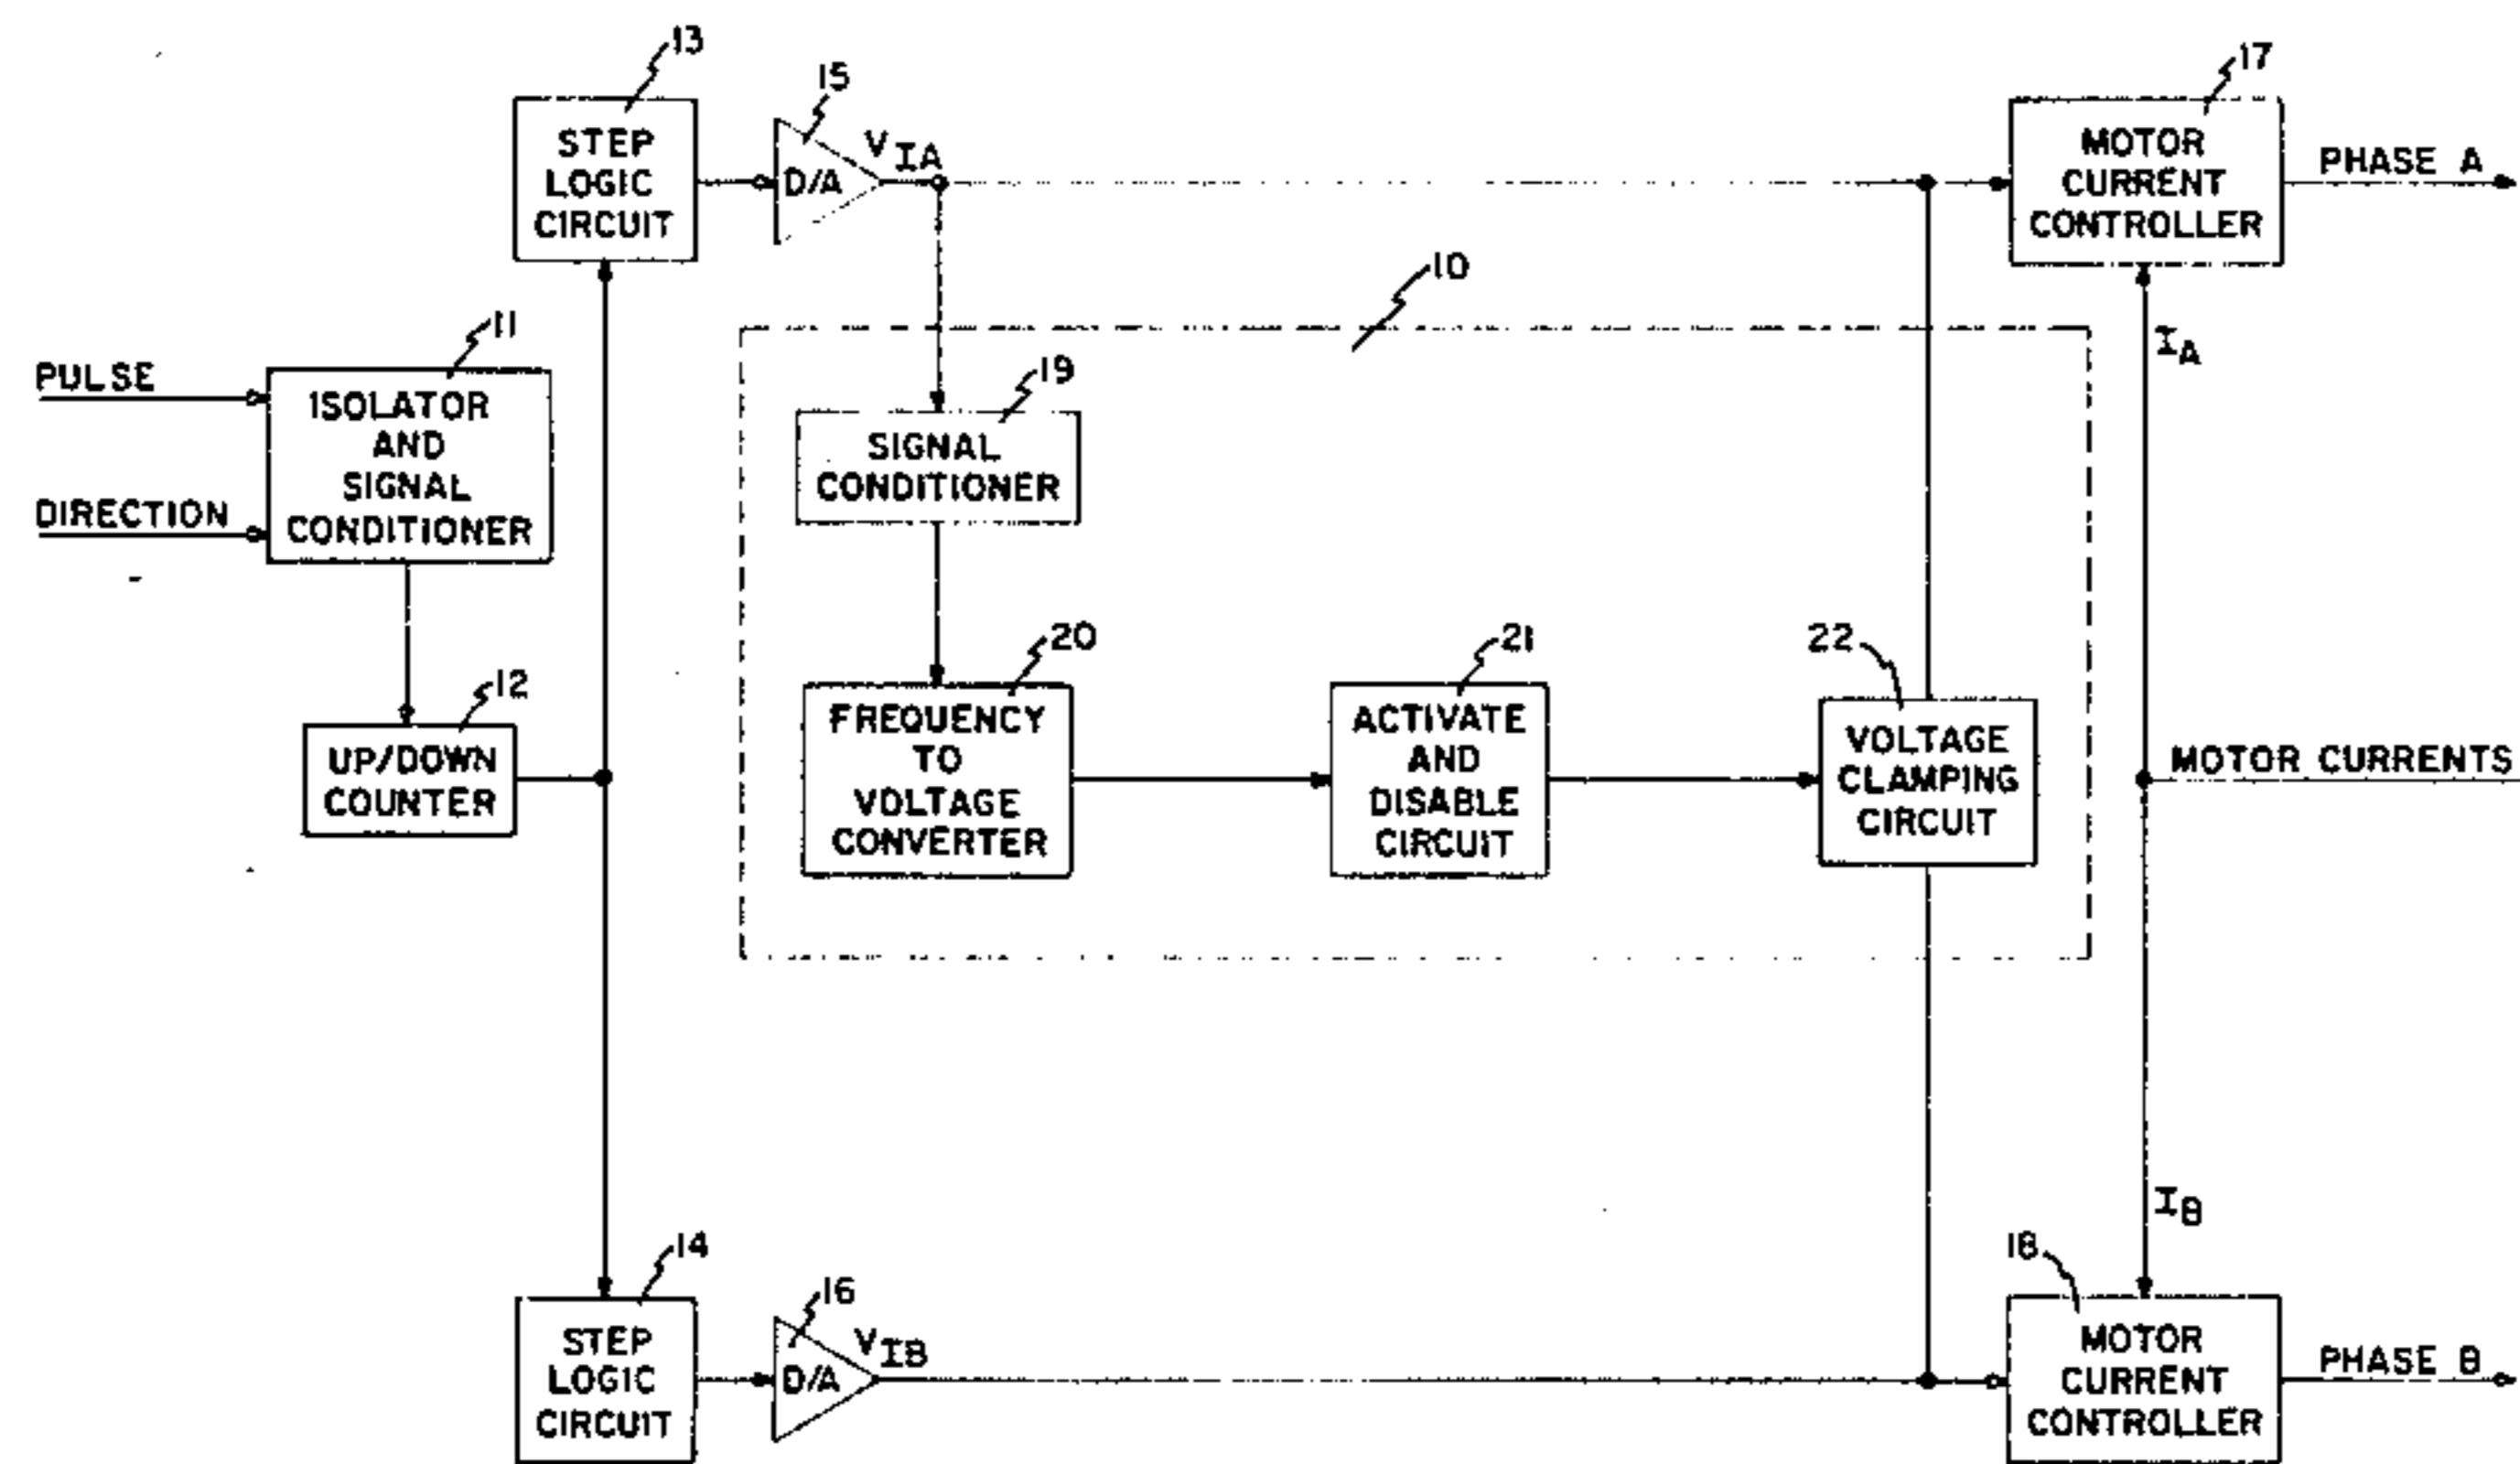 13
STEP
LOGIC
CIRCUIT
15
D/A
VIA
17
MOTOR
CURRENT
CONTROLLER
PHASE A
10
11
PULSE
DIRECTION
ISOLATOR
AND
SIGNAL
CONDITIONER
IA
19
SIGNAL
CONDITIONER
12
UP/DOWN
COUNTER
20
FREQUENCY
TO
VOLTAGE
CONVERTER
21
ACTIVATE
AND
DISABLE
CIRCUIT
22
VOLTAGE
CLAMPING
CIRCUIT
MOTOR CURRENTS
IB
14
STEP
LOGIC
CIRCUIT
16
D/A
VIB
18
MOTOR
CURRENT
CONTROLLER
PHASE B